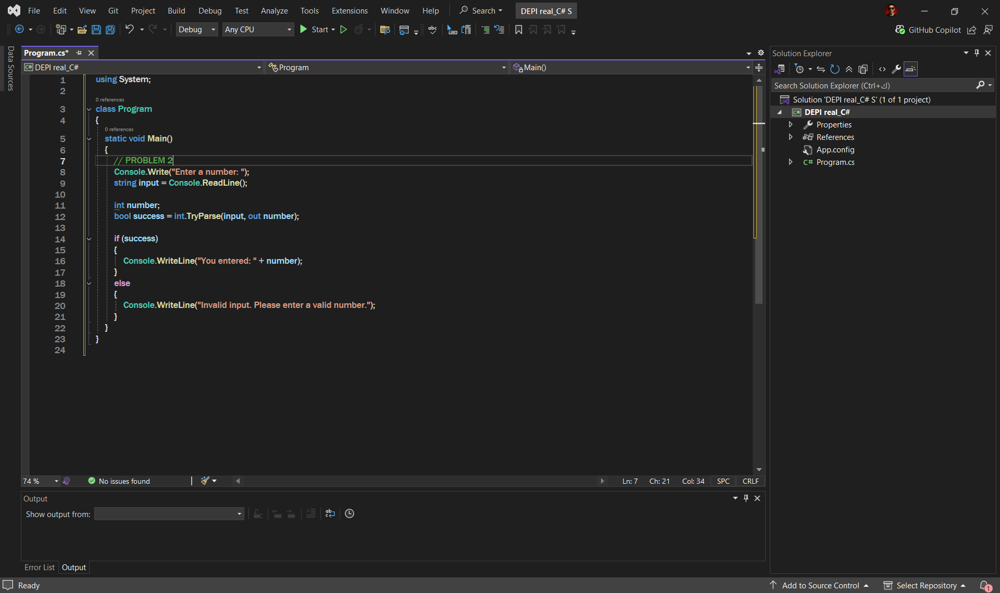 File Edit View Git Project Build Debug Test Analyze Tools Extensions Window Help Search DEPI real_C# S
Debug Any CPU Start abc GitHub Copilot
Data Sources
Program.cs*
DEPI real_C# Program Main()
1 using System;
2
0 references
3 class Program
4 {
0 references
5 static void Main()
6 {
7 // PROBLEM 2
8 Console.Write("Enter a number: ");
9 string input = Console.ReadLine();
10
11 int number;
12 bool success = int.TryParse(input, out number);
13
14 if (success)
15 {
16 Console.WriteLine("You entered: " + number);
17 }
18 else
19 {
20 Console.WriteLine("Invalid input. Please enter a valid number.");
21 }
22 }
23 }
24
74 % No issues found Ln: 7 Ch: 21 Col: 34 SPC CRLF
Output
Show output from:
Error List Output
Solution Explorer
Search Solution Explorer (Ctrl+ك)
Solution 'DEPI real_C# S' (1 of 1 project)
C# DEPI real_C#
Properties
References
App.config
C# Program.cs
Ready Add to Source Control Select Repository 1